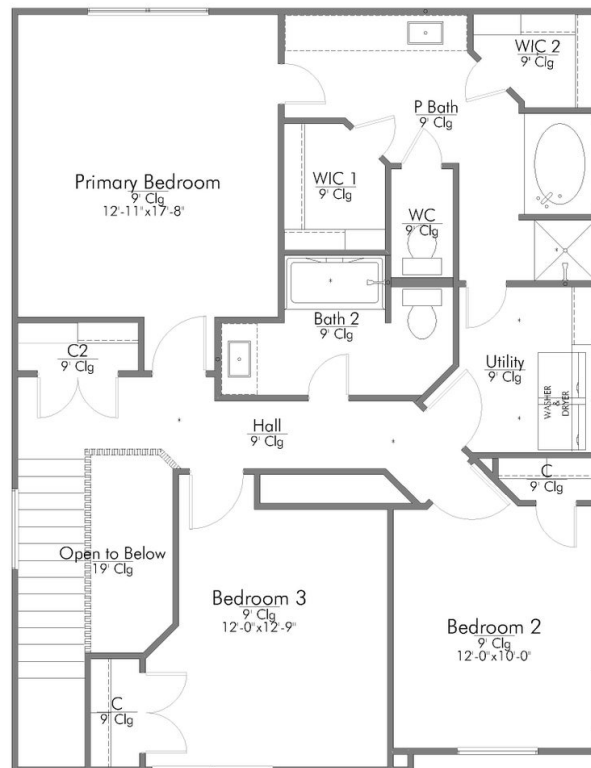 WIC 2
9' Clg
P Bath
9' Clg
Primary Bedroom
9' Clg
12'-11"x17'-8"
WIC 1
9' Clg
WC
9' Clg
Bath 2
9' Clg
C2
9' Clg
Utility
9' Clg
WASHER
&
DRYER
Hall
9' Clg
C
9' Clg
Open to Below
19' Clg
Bedroom 3
9' Clg
12'-0"x12'-9"
Bedroom 2
9' Clg
12'-0"x10'-0"
C
9' Clg